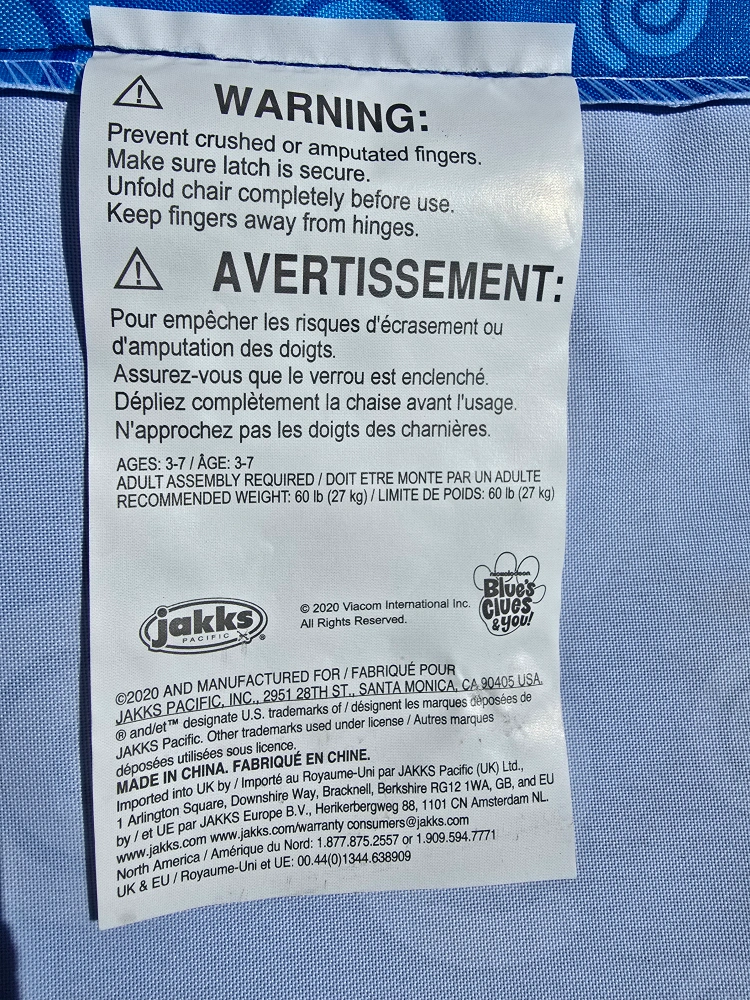 WARNING:
Prevent crushed or amputated fingers.
Make sure latch is secure.
Unfold chair completely before use.
Keep fingers away from hinges.
AVERTISSEMENT:
Pour empêcher les risques d'écrasement ou
d'amputation des doigts.
Assurez-vous que le verrou est enclenché.
Dépliez complètement la chaise avant l'usage.
N'approchez pas les doigts des charnières.
AGES: 3-7 / ÂGE: 3-7
ADULT ASSEMBLY REQUIRED / DOIT ETRE MONTE PAR UN ADULTE
RECOMMENDED WEIGHT: 60 lb (27 kg) / LIMITE DE POIDS: 60 lb (27 kg)
jakks
PACIFIC ®
© 2020 Viacom International Inc.
All Rights Reserved.
nickelodeon
Blue's
Clues
& you!
©2020 AND MANUFACTURED FOR / FABRIQUÉ POUR
JAKKS PACIFIC, INC., 2951 28TH ST., SANTA MONICA, CA 90405 USA.
® and/et™ designate U.S. trademarks of / désignent les marques déposées de
JAKKS Pacific. Other trademarks used under license / Autres marques
déposées utilisées sous licence.
MADE IN CHINA. FABRIQUÉ EN CHINE.
Imported into UK by / Importé au Royaume-Uni par JAKKS Pacific (UK) Ltd.,
1 Arlington Square, Downshire Way, Bracknell, Berkshire RG12 1WA, GB, and EU
by / et UE par JAKKS Europe B.V., Herikerbergweg 88, 1101 CN Amsterdam NL.
www.jakks.com www.jakks.com/warranty consumers@jakks.com
North America / Amérique du Nord: 1.877.875.2557 or 1.909.594.7771
UK & EU / Royaume-Uni et UE: 00.44(0)1344.638909